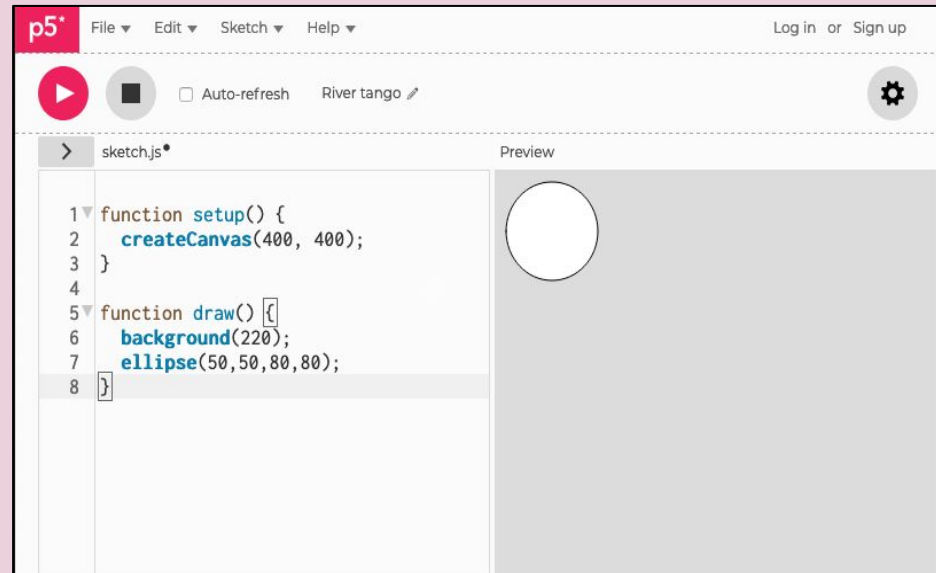 p5* File Edit Sketch Help Log in or Sign up
Auto-refresh River tango
> sketch.js• Preview
1 function setup() {
2 createCanvas(400, 400);
3 }
4
5 function draw() {
6 background(220);
7 ellipse(50,50,80,80);
8 }